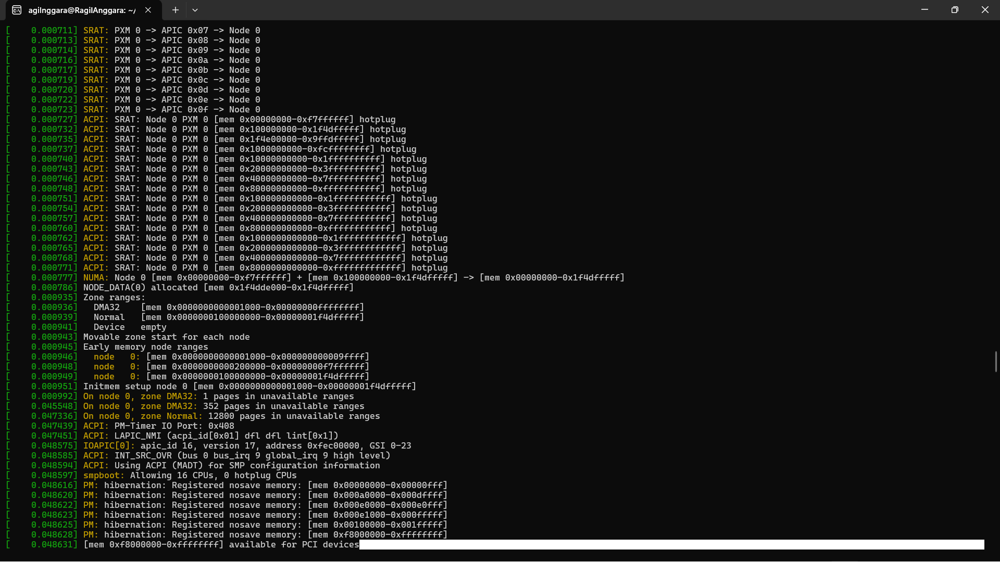 agilnggara@RagilAnggara: ~/
[    0.000711] SRAT: PXM 0 -> APIC 0x07 -> Node 0
[    0.000713] SRAT: PXM 0 -> APIC 0x08 -> Node 0
[    0.000714] SRAT: PXM 0 -> APIC 0x09 -> Node 0
[    0.000716] SRAT: PXM 0 -> APIC 0x0a -> Node 0
[    0.000717] SRAT: PXM 0 -> APIC 0x0b -> Node 0
[    0.000719] SRAT: PXM 0 -> APIC 0x0c -> Node 0
[    0.000720] SRAT: PXM 0 -> APIC 0x0d -> Node 0
[    0.000722] SRAT: PXM 0 -> APIC 0x0e -> Node 0
[    0.000723] SRAT: PXM 0 -> APIC 0x0f -> Node 0
[    0.000727] ACPI: SRAT: Node 0 PXM 0 [mem 0x00000000-0xf7ffffff] hotplug
[    0.000732] ACPI: SRAT: Node 0 PXM 0 [mem 0x100000000-0x1f4dfffff] hotplug
[    0.000735] ACPI: SRAT: Node 0 PXM 0 [mem 0x1f4e00000-0x9ffdfffff] hotplug
[    0.000737] ACPI: SRAT: Node 0 PXM 0 [mem 0x1000000000-0xfcffffffff] hotplug
[    0.000740] ACPI: SRAT: Node 0 PXM 0 [mem 0x10000000000-0x1ffffffffff] hotplug
[    0.000743] ACPI: SRAT: Node 0 PXM 0 [mem 0x20000000000-0x3ffffffffff] hotplug
[    0.000746] ACPI: SRAT: Node 0 PXM 0 [mem 0x40000000000-0x7ffffffffff] hotplug
[    0.000748] ACPI: SRAT: Node 0 PXM 0 [mem 0x80000000000-0xfffffffffff] hotplug
[    0.000751] ACPI: SRAT: Node 0 PXM 0 [mem 0x100000000000-0x1fffffffffff] hotplug
[    0.000754] ACPI: SRAT: Node 0 PXM 0 [mem 0x200000000000-0x3fffffffffff] hotplug
[    0.000757] ACPI: SRAT: Node 0 PXM 0 [mem 0x400000000000-0x7fffffffffff] hotplug
[    0.000760] ACPI: SRAT: Node 0 PXM 0 [mem 0x800000000000-0xffffffffffff] hotplug
[    0.000762] ACPI: SRAT: Node 0 PXM 0 [mem 0x1000000000000-0x1ffffffffffff] hotplug
[    0.000765] ACPI: SRAT: Node 0 PXM 0 [mem 0x2000000000000-0x3ffffffffffff] hotplug
[    0.000768] ACPI: SRAT: Node 0 PXM 0 [mem 0x4000000000000-0x7ffffffffffff] hotplug
[    0.000771] ACPI: SRAT: Node 0 PXM 0 [mem 0x8000000000000-0xfffffffffffff] hotplug
[    0.000777] NUMA: Node 0 [mem 0x00000000-0xf7ffffff] + [mem 0x100000000-0x1f4dfffff] -> [mem 0x00000000-0x1f4dfffff]
[    0.000786] NODE_DATA(0) allocated [mem 0x1f4dde000-0x1f4dfffff]
[    0.000935] Zone ranges:
[    0.000936]   DMA32    [mem 0x0000000000001000-0x00000000ffffffff]
[    0.000939]   Normal   [mem 0x0000000100000000-0x00000001f4dfffff]
[    0.000941]   Device   empty
[    0.000943] Movable zone start for each node
[    0.000945] Early memory node ranges
[    0.000946]   node   0: [mem 0x0000000000001000-0x000000000009ffff]
[    0.000948]   node   0: [mem 0x0000000000200000-0x00000000f7ffffff]
[    0.000949]   node   0: [mem 0x0000000100000000-0x00000001f4dfffff]
[    0.000951] Initmem setup node 0 [mem 0x0000000000001000-0x00000001f4dfffff]
[    0.000992] On node 0, zone DMA32: 1 pages in unavailable ranges
[    0.045548] On node 0, zone DMA32: 352 pages in unavailable ranges
[    0.047336] On node 0, zone Normal: 12800 pages in unavailable ranges
[    0.047439] ACPI: PM-Timer IO Port: 0x408
[    0.047451] ACPI: LAPIC_NMI (acpi_id[0x01] dfl dfl lint[0x1])
[    0.048575] IOAPIC[0]: apic_id 16, version 17, address 0xfec00000, GSI 0-23
[    0.048585] ACPI: INT_SRC_OVR (bus 0 bus_irq 9 global_irq 9 high level)
[    0.048594] ACPI: Using ACPI (MADT) for SMP configuration information
[    0.048597] smpboot: Allowing 16 CPUs, 0 hotplug CPUs
[    0.048616] PM: hibernation: Registered nosave memory: [mem 0x00000000-0x00000fff]
[    0.048620] PM: hibernation: Registered nosave memory: [mem 0x000a0000-0x000dffff]
[    0.048622] PM: hibernation: Registered nosave memory: [mem 0x000e0000-0x000e0fff]
[    0.048623] PM: hibernation: Registered nosave memory: [mem 0x000e1000-0x000fffff]
[    0.048625] PM: hibernation: Registered nosave memory: [mem 0x00100000-0x001fffff]
[    0.048628] PM: hibernation: Registered nosave memory: [mem 0xf8000000-0xffffffff]
[    0.048631] [mem 0xf8000000-0xffffffff] available for PCI devices